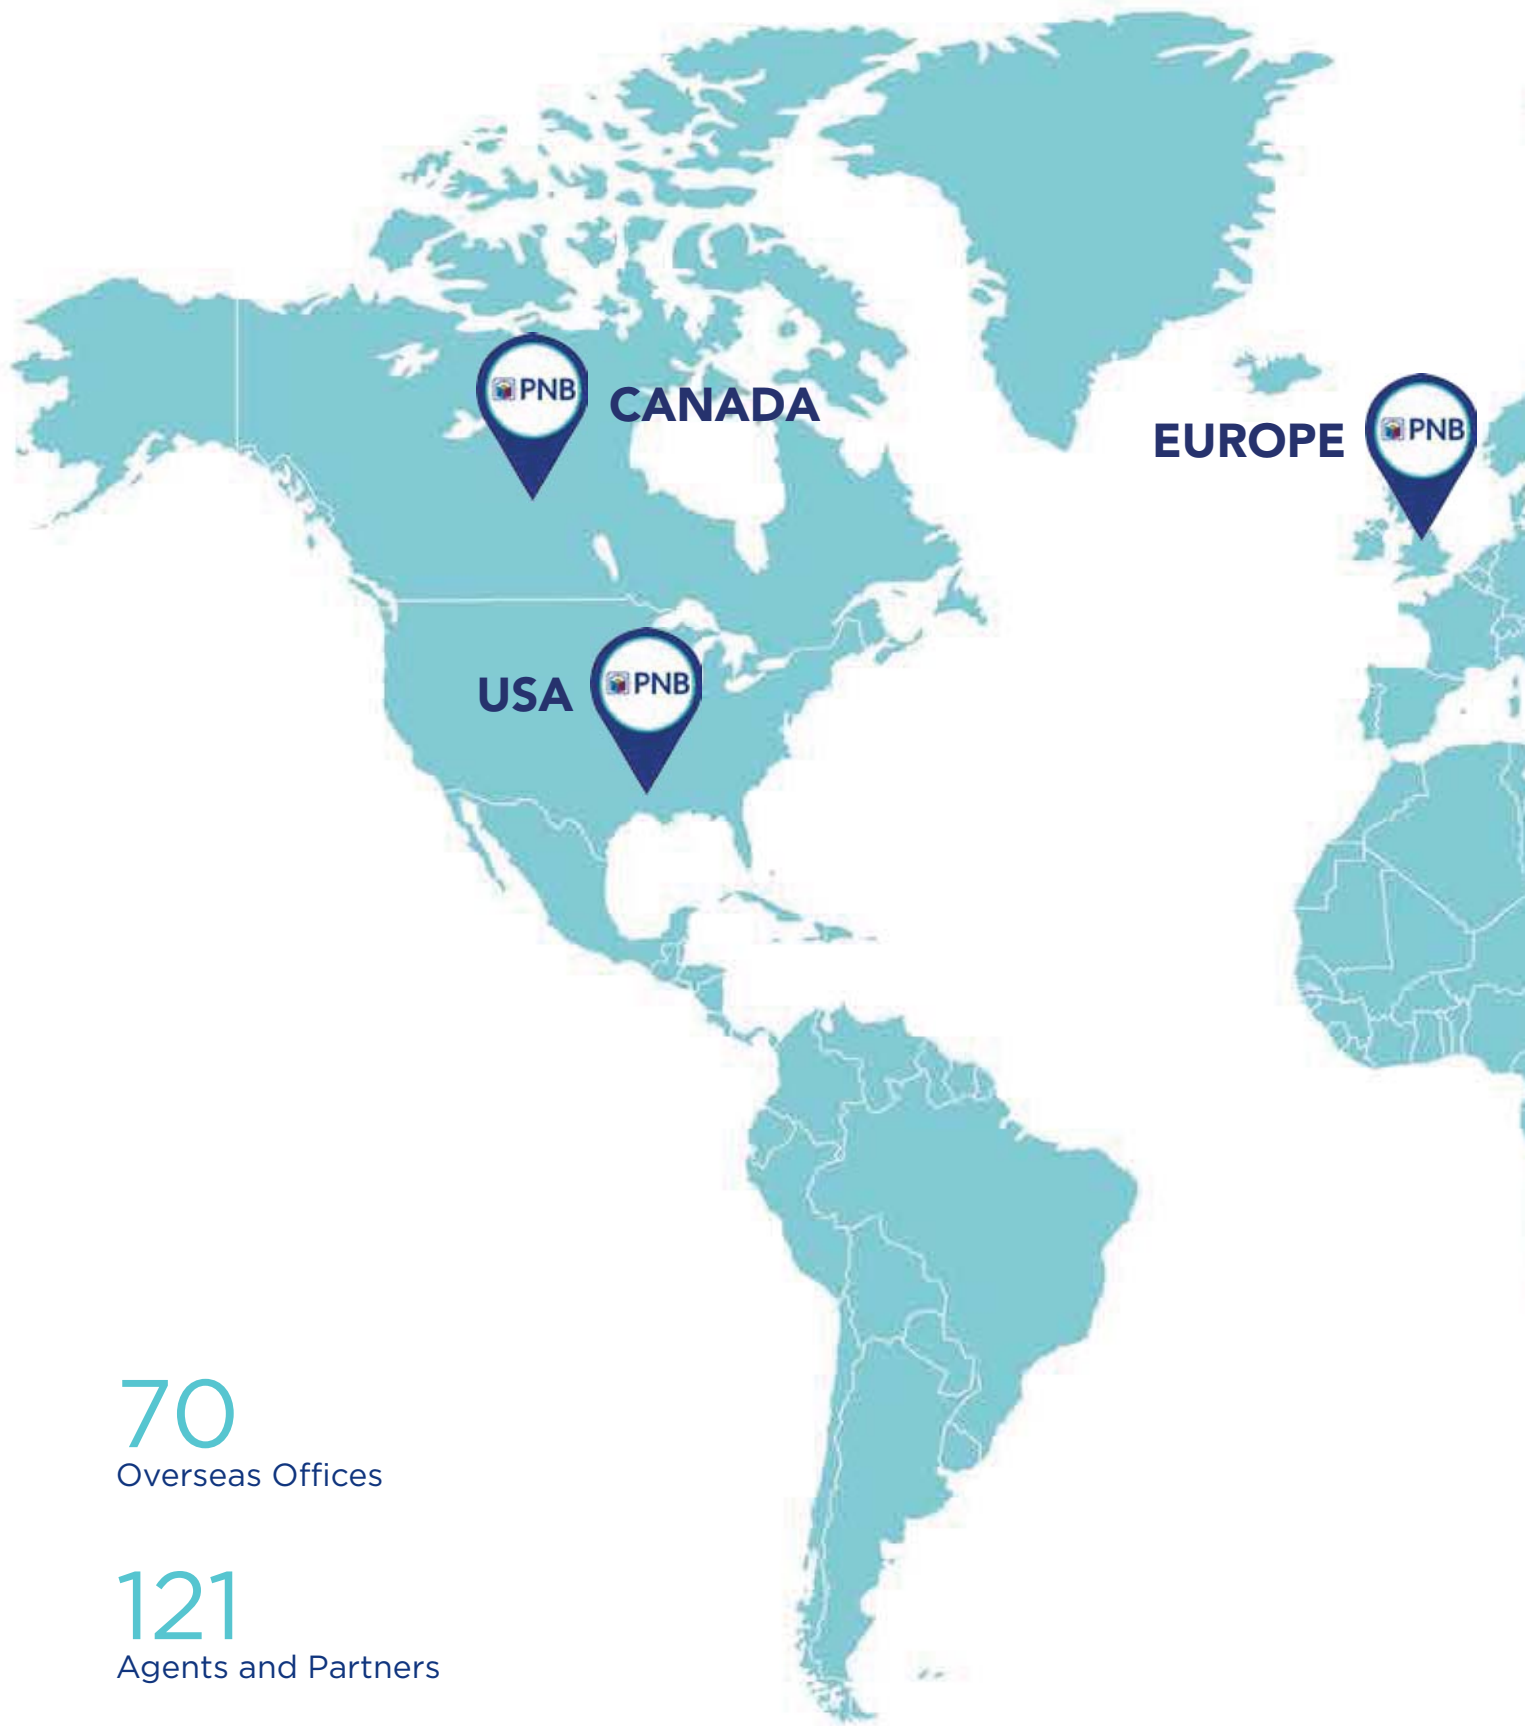 PNB
CANADA
EUROPE
PNB
USA
PNB
70
Overseas Offices
121
Agents and Partners